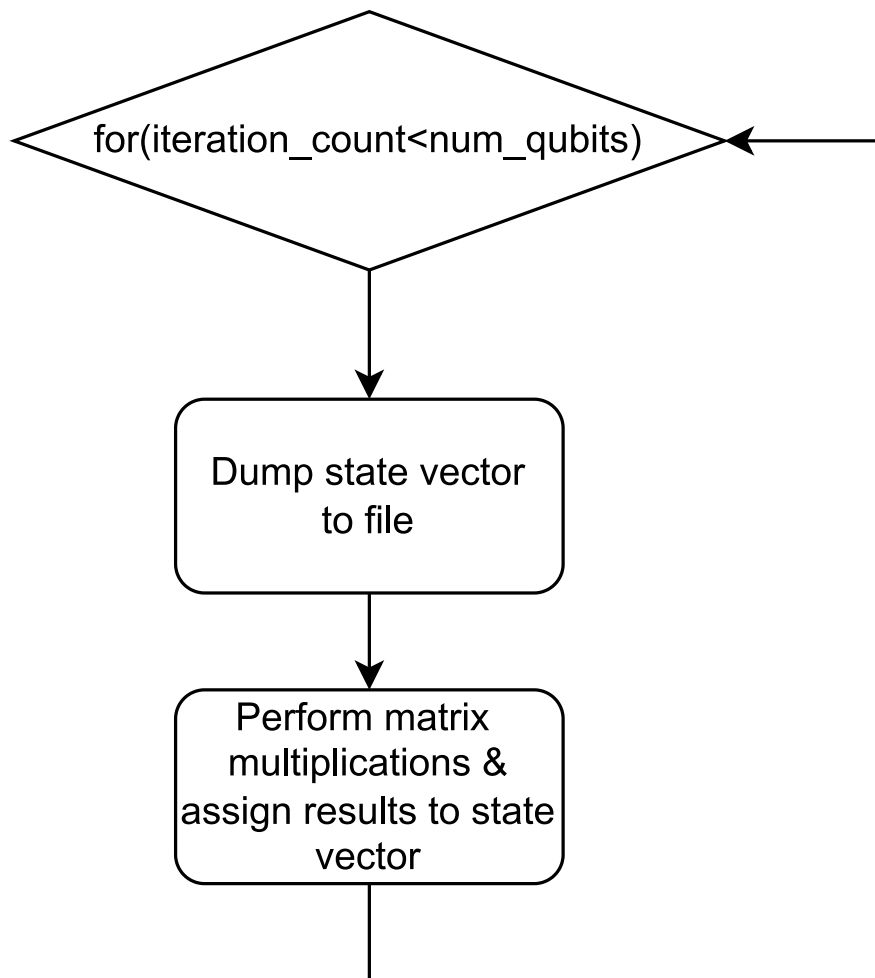 for(iteration_count<num_qubits)
Dump state vector
to file
Perform matrix
multiplications &
assign results to state
vector